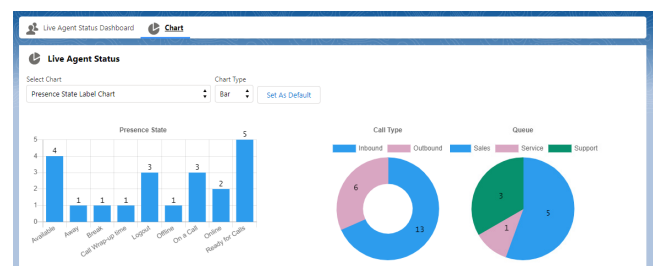 Live Agent Status Dashboard Chart
Live Agent Status
Select Chart Chart Type
Presence State Label Chart Bar Set As Default
Presence State
5
4
3
2
1
0
4
1
1
1
3
1
3
2
5
Available
Away
Break
Call Wrap-up time
Logout
Offline
On a Call
Online
Ready for Calls
Call Type
Inbound Outbound
6
13
Queue
Sales Service Support
3
1
5